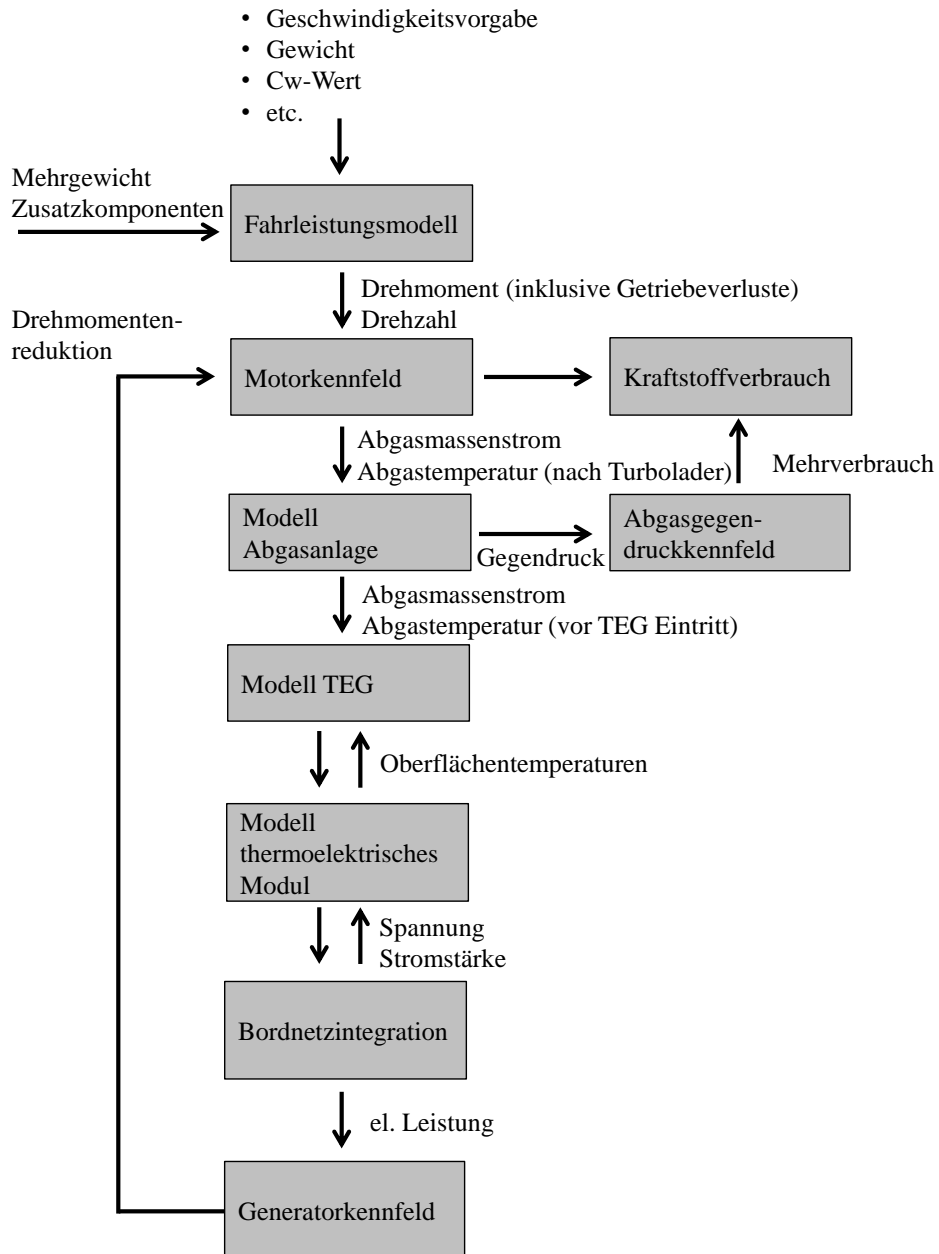 • Geschwindigkeitsvorgabe
• Gewicht
• Cw-Wert
• etc.
Mehrgewicht
Zusatzkomponenten
Fahrleistungsmodell
Drehmoment (inklusive Getriebeverluste)
Drehzahl
Drehmomenten-
reduktion
Motorkennfeld
Kraftstoffverbrauch
Abgasmassenstrom
Abgastemperatur (nach Turbolader)
Mehrverbrauch
Modell
Abgasanlage
Gegendruck
Abgasgegen-
druckkennfeld
Abgasmassenstrom
Abgastemperatur (vor TEG Eintritt)
Modell TEG
Oberflächentemperaturen
Modell
thermoelektrisches
Modul
Spannung
Stromstärke
Bordnetzintegration
el. Leistung
Generatorkennfeld